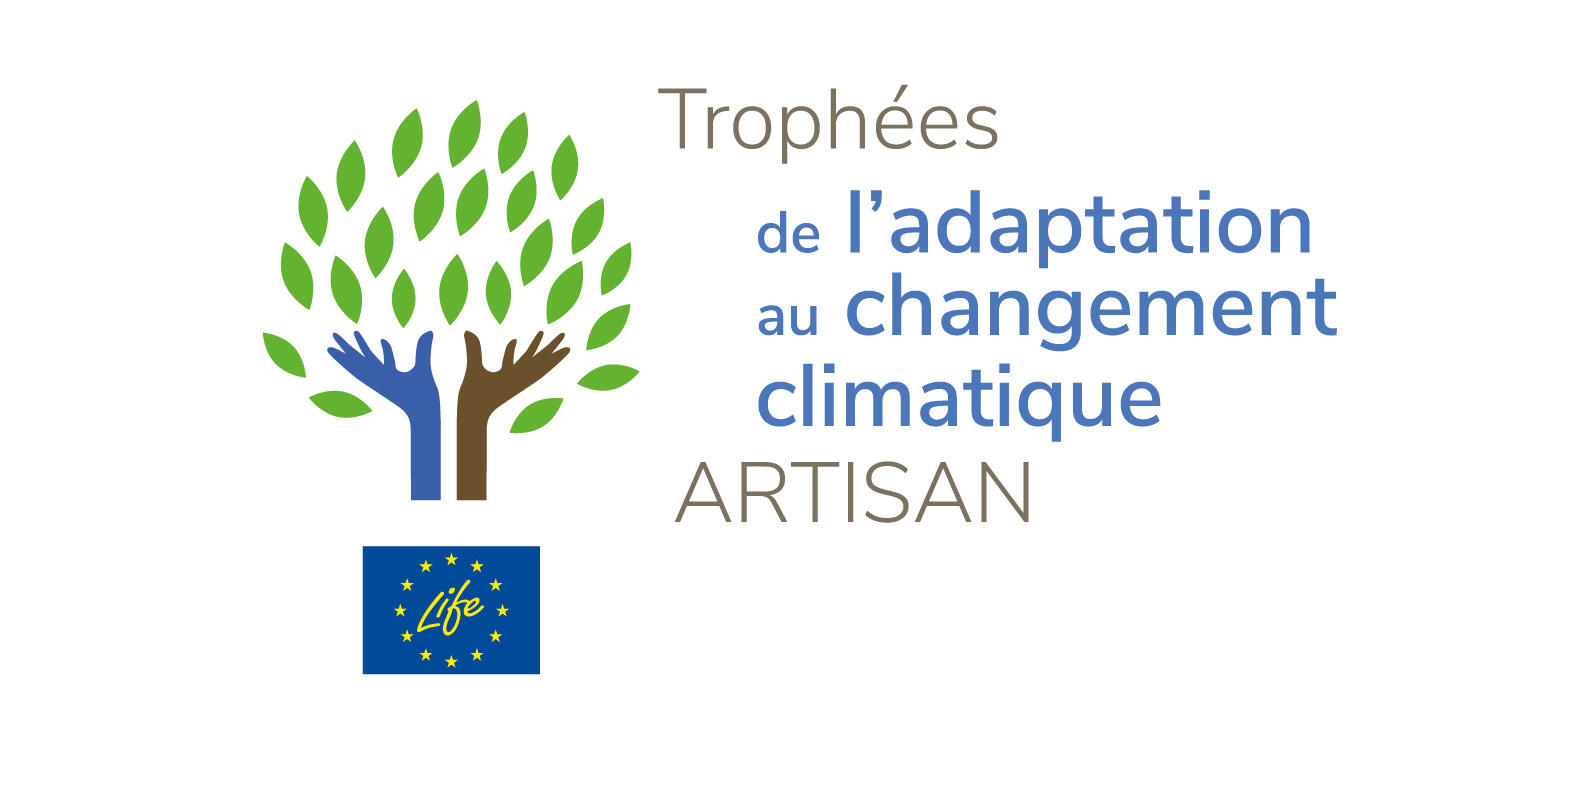 Trophées
de l’adaptation
au changement
climatique
ARTISAN
Life